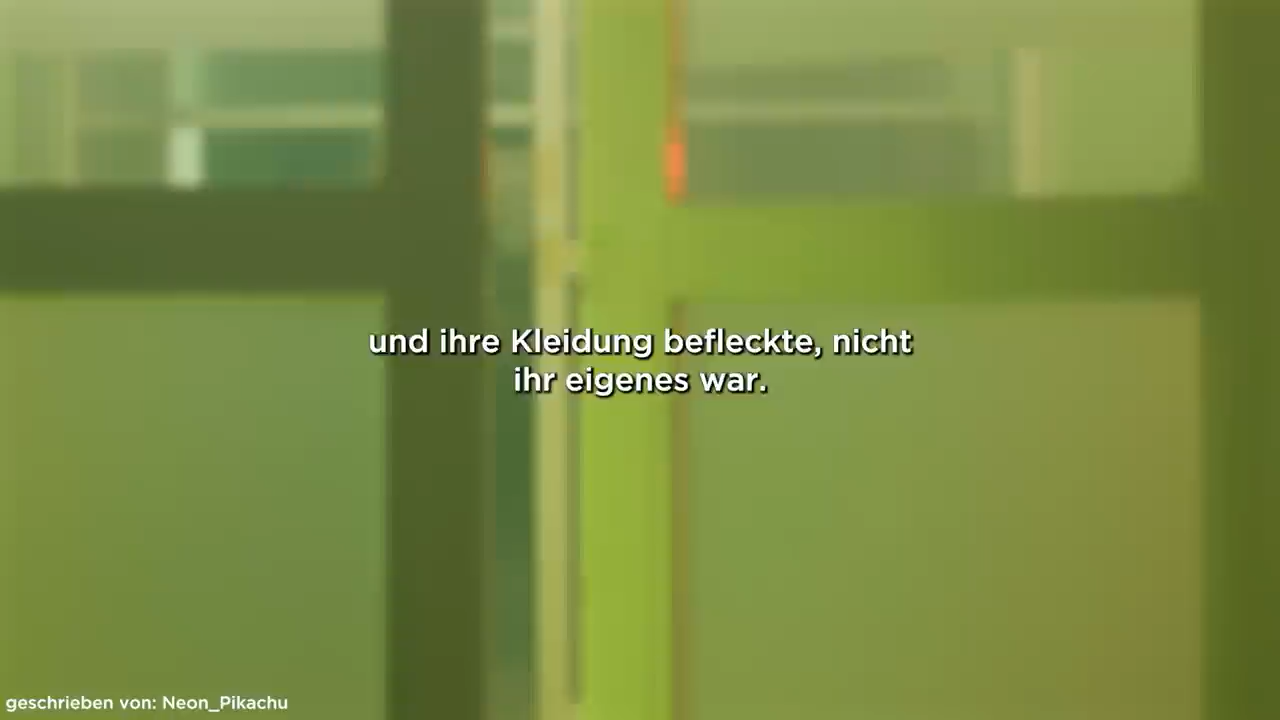 und ihre Kleidung befleckte, nicht
ihr eigenes war.
geschrieben von: Neon_Pikachu